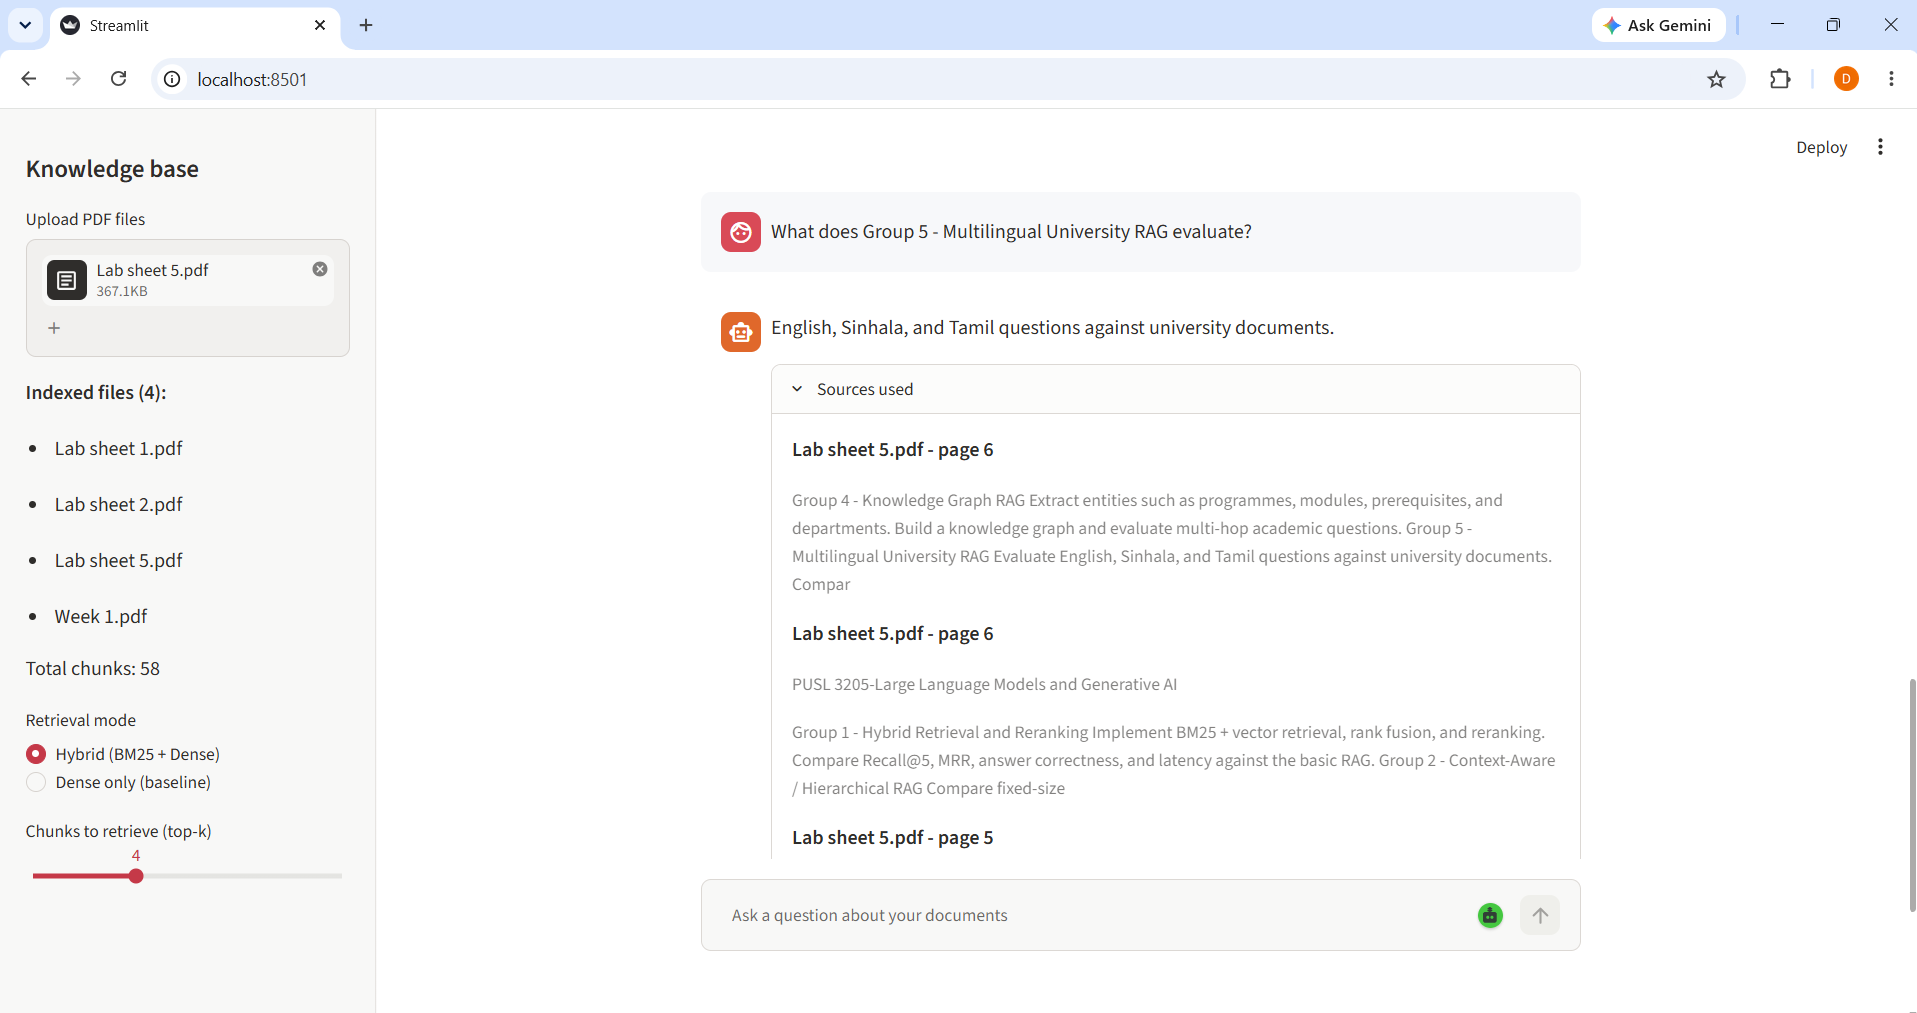 Streamlit
Ask Gemini
localhost:8501
D
Deploy
Knowledge base
Upload PDF files
Lab sheet 5.pdf
367.1KB
Indexed files (4):
Lab sheet 1.pdf
Lab sheet 2.pdf
Lab sheet 5.pdf
Week 1.pdf
Total chunks: 58
Retrieval mode
Hybrid (BM25 + Dense)
Dense only (baseline)
Chunks to retrieve (top-k)
4
What does Group 5 - Multilingual University RAG evaluate?
English, Sinhala, and Tamil questions against university documents.
Sources used
Lab sheet 5.pdf - page 6
Group 4 - Knowledge Graph RAG Extract entities such as programmes, modules, prerequisites, and
departments. Build a knowledge graph and evaluate multi-hop academic questions. Group 5 -
Multilingual University RAG Evaluate English, Sinhala, and Tamil questions against university documents.
Compar
Lab sheet 5.pdf - page 6
PUSL 3205-Large Language Models and Generative AI
Group 1 - Hybrid Retrieval and Reranking Implement BM25 + vector retrieval, rank fusion, and reranking.
Compare Recall@5, MRR, answer correctness, and latency against the basic RAG. Group 2 - Context-Aware
/ Hierarchical RAG Compare fixed-size
Lab sheet 5.pdf - page 5
Ask a question about your documents